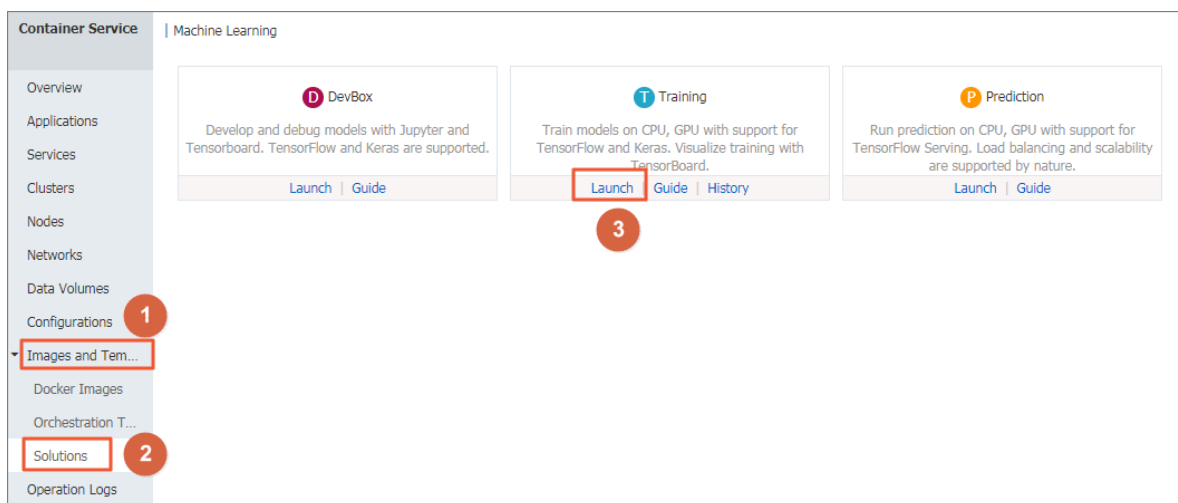 Container Service
Machine Learning
Overview
Applications
Services
Clusters
Nodes
Networks
Data Volumes
Configurations
1
Images and Tem...
Docker Images
Orchestration T...
Solutions
2
Operation Logs
D DevBox
Develop and debug models with Jupyter and
Tensorboard. TensorFlow and Keras are supported.
Launch | Guide
T Training
Train models on CPU, GPU with support for
TensorFlow and Keras. Visualize training with
TensorBoard.
Launch | Guide | History
3
P Prediction
Run prediction on CPU, GPU with support for
TensorFlow Serving. Load balancing and scalability
are supported by nature.
Launch | Guide